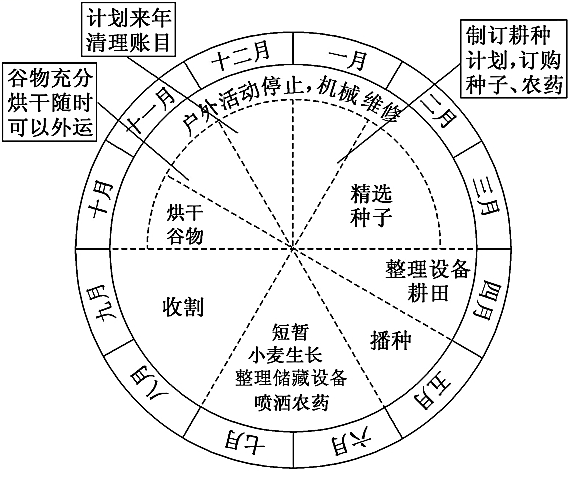 计划来年
清理账目
制订耕种
计划,订购
种子、农药
谷物充分
烘干随时
可以外运
十二月
一月
二月
三月
四月
五月
六月
七月
八月
九月
十月
十一月
户外活动停止,机械维修
精选
种子
烘干
谷物
整理设备
耕田
收割
播种
短暂
小麦生长
整理储藏设备
喷洒农药